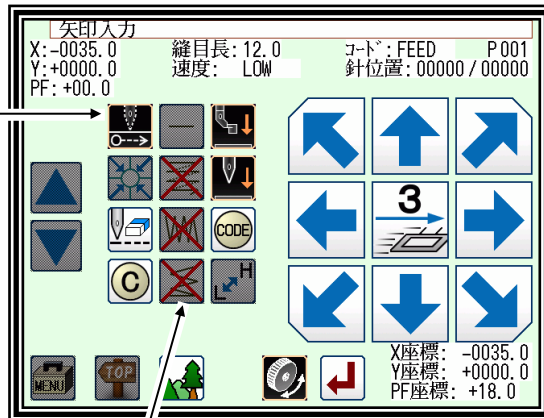 矢印入力
X:-0035.0 縫目長:12.0 ｺｰﾄﾞ:FEED P001
Y:+0000.0 速度: LOW 針位置:00000/00000
PF:+00.0
3
CODE
C L H
X座標: -0035.0
MENU TOP Y座標: +0000.0
PF座標: +18.0